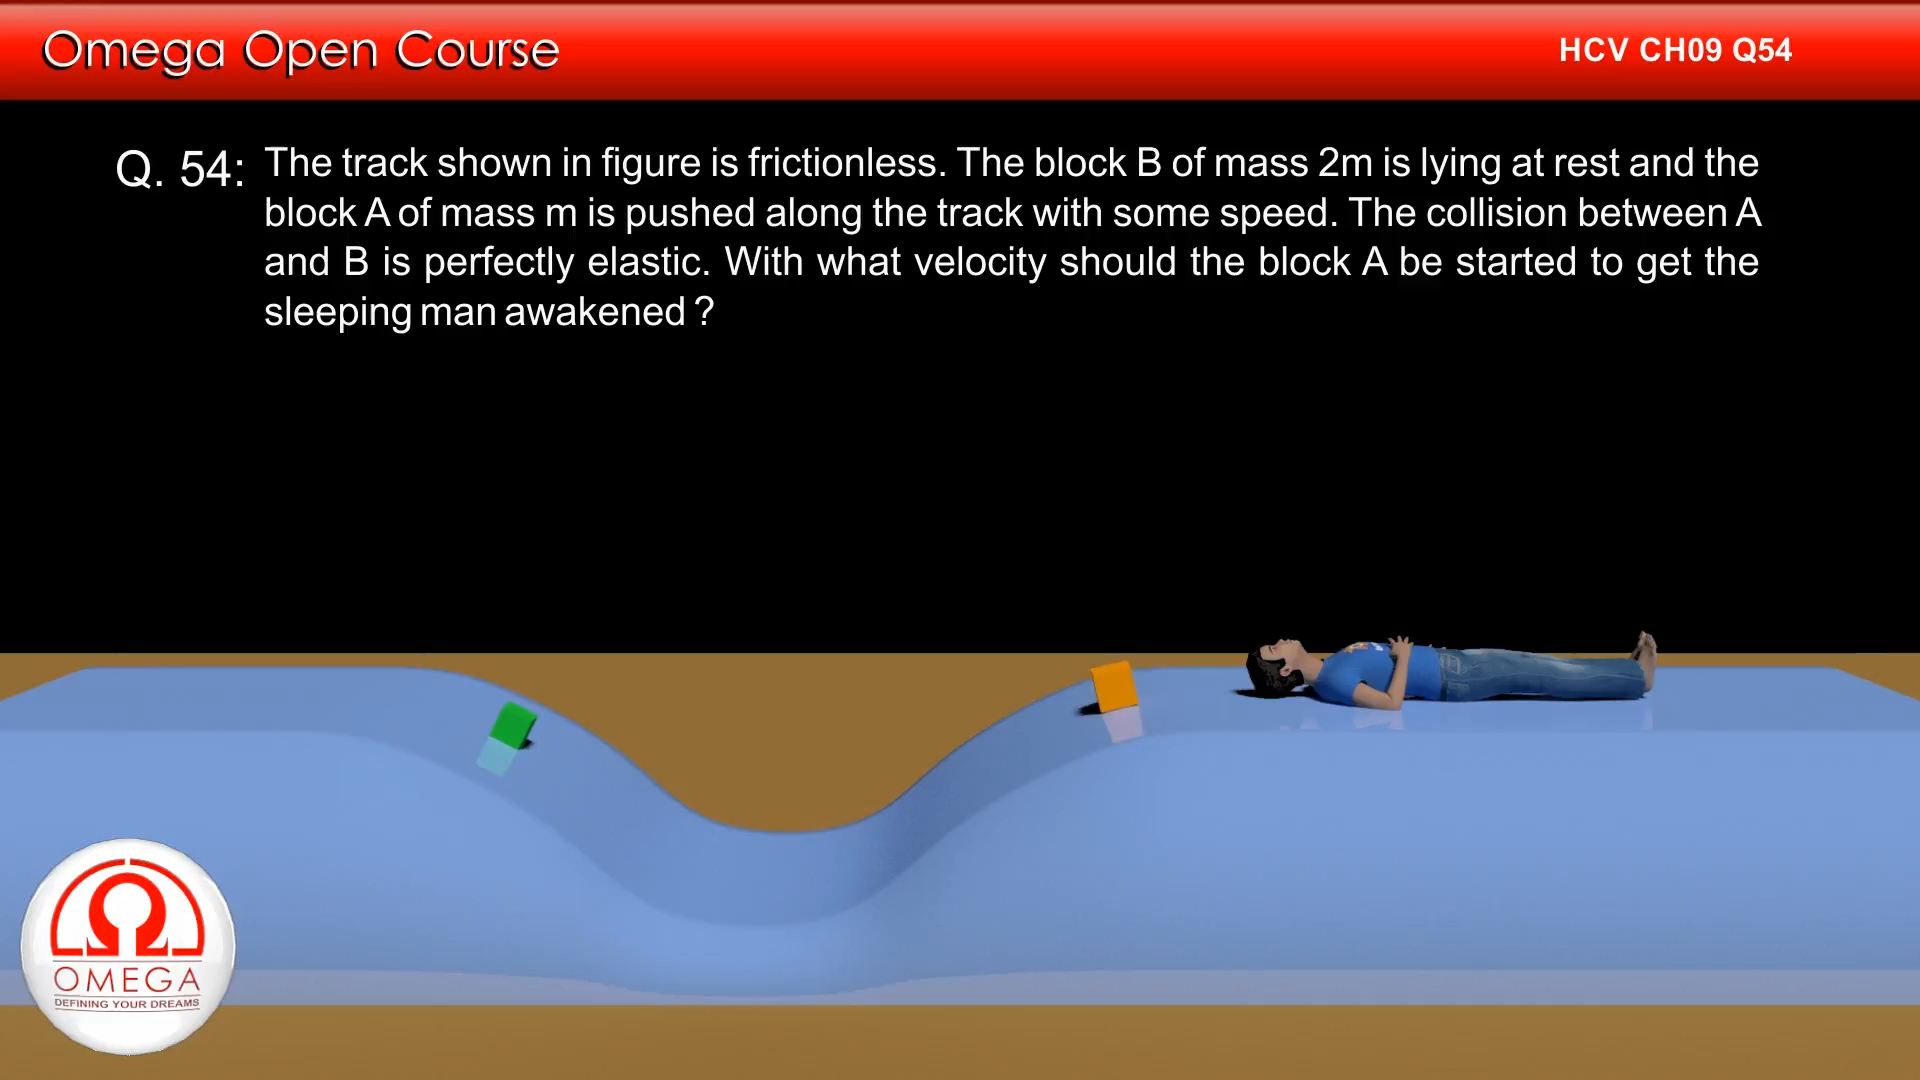 Omega Open Course
HCV CH09 Q54
Q. 54: The track shown in figure is frictionless. The block B of mass 2m is lying at rest and the
block A of mass m is pushed along the track with some speed. The collision between A
and B is perfectly elastic. With what velocity should the block A be started to get the
sleeping man awakened ?
OMEGA
DEFINING YOUR DREAMS